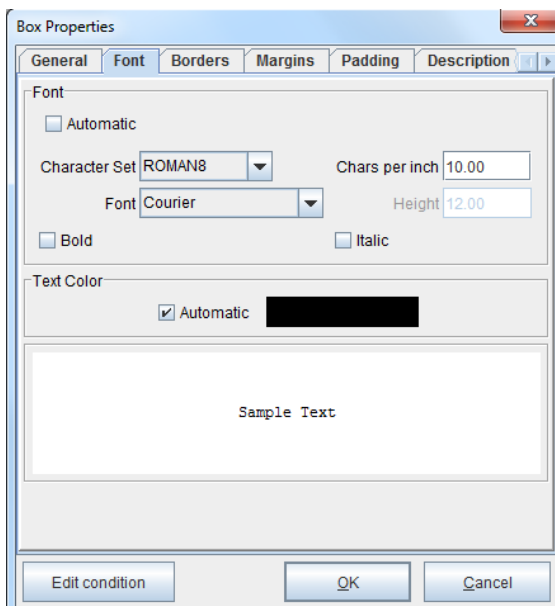 Box Properties
General Font Borders Margins Padding Description
Font
Automatic
Character Set ROMAN8 Chars per inch 10.00
Font Courier Height 12.00
Bold Italic
Text Color
Automatic
Sample Text
Edit condition OK Cancel